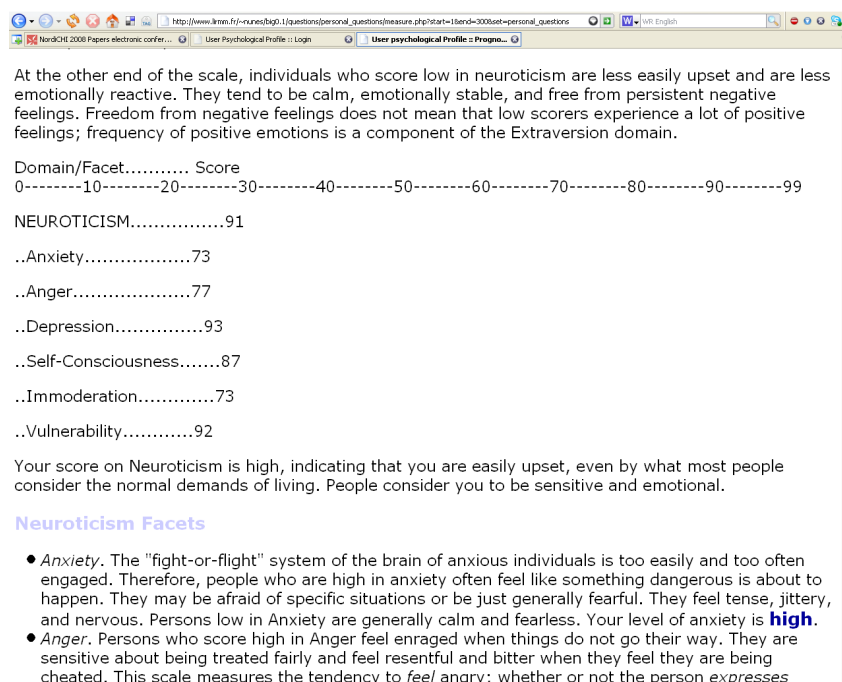 http://www.lirmm.fr/~nunes/big0.1/questions/personal_questions/measure.php?start=1&end=300&set=personal_questions
WR English
NordiCHI 2008 Papers electronic confer...
User Psychological Profile :: Login
User psychological Profile :: Progno...
At the other end of the scale, individuals who score low in neuroticism are less easily upset and are less
emotionally reactive. They tend to be calm, emotionally stable, and free from persistent negative
feelings. Freedom from negative feelings does not mean that low scorers experience a lot of positive
feelings; frequency of positive emotions is a component of the Extraversion domain.
Domain/Facet........... Score
0--------10--------20--------30--------40--------50--------60--------70--------80--------90--------99
NEUROTICISM................91
..Anxiety..................73
..Anger....................77
..Depression...............93
..Self-Consciousness.......87
..Immoderation.............73
..Vulnerability............92
Your score on Neuroticism is high, indicating that you are easily upset, even by what most people
consider the normal demands of living. People consider you to be sensitive and emotional.
Neuroticism Facets
● Anxiety. The "fight-or-flight" system of the brain of anxious individuals is too easily and too often
engaged. Therefore, people who are high in anxiety often feel like something dangerous is about to
happen. They may be afraid of specific situations or be just generally fearful. They feel tense, jittery,
and nervous. Persons low in Anxiety are generally calm and fearless. Your level of anxiety is high.
● Anger. Persons who score high in Anger feel enraged when things do not go their way. They are
sensitive about being treated fairly and feel resentful and bitter when they feel they are being
cheated. This scale measures the tendency to feel angry; whether or not the person expresses